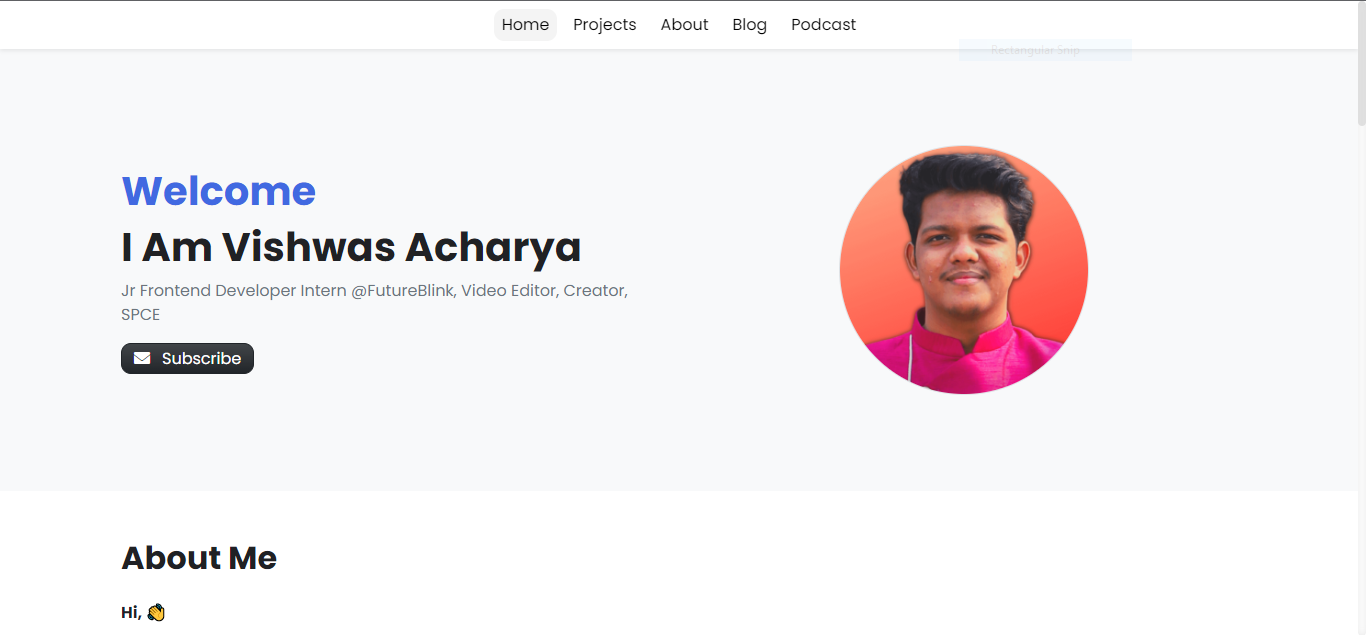 Home Projects About Blog Podcast
Rectangular Snip
Welcome
I Am Vishwas Acharya
Jr Frontend Developer Intern @FutureBlink, Video Editor, Creator,
SPCE
Subscribe
About Me
Hi, 👏